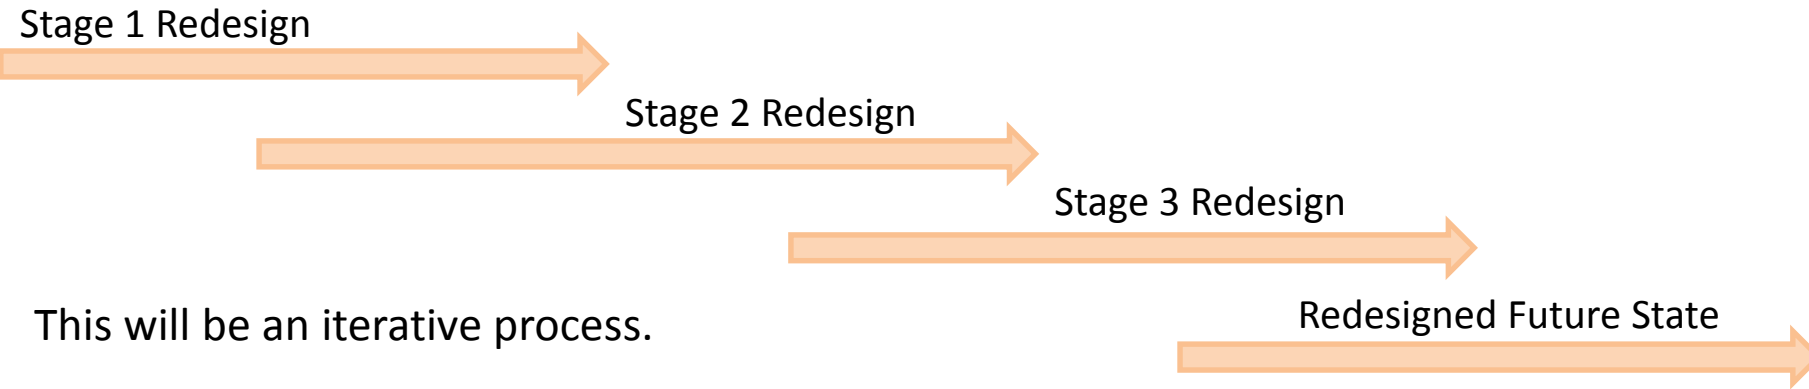 Stage 1 Redesign
Stage 2 Redesign
Stage 3 Redesign
Redesigned Future State
This will be an iterative process.